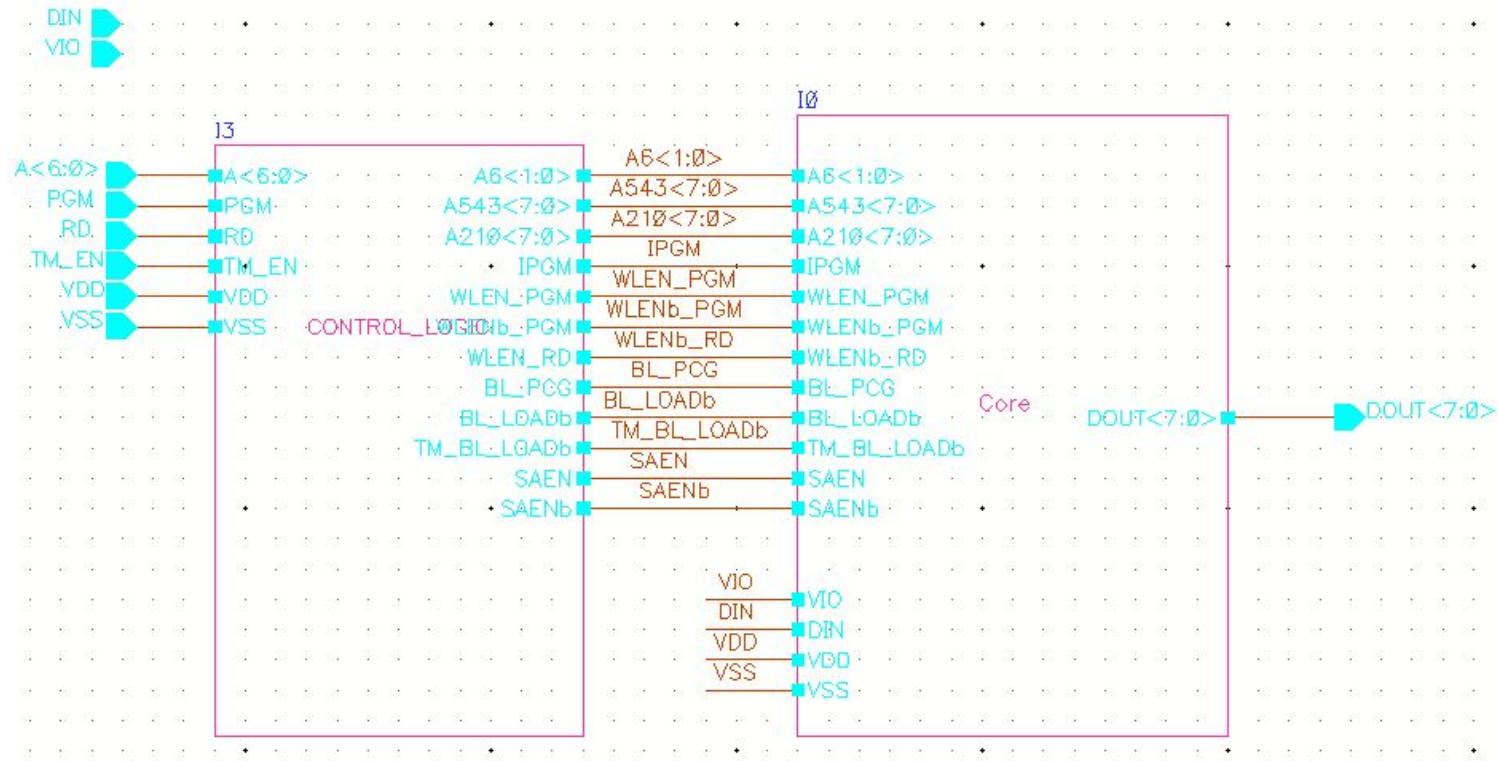 DIN
VIO
I3
I0
A<6:0>
PGM
RD
TM_EN
VDD
VSS
A<6:0>
PGM
RD
TM_EN
VDD
VSS
CONTROL_LOGIC
A6<1:0>
A543<7:0>
A210<7:0>
IPGM
WLEN_PGM
WLENb_PGM
WLEN_RD
BL_PCG
BL_LOADb
TM_BL_LOADb
SAEN
SAENb
A6<1:0>
A543<7:0>
A210<7:0>
IPGM
WLEN_PGM
WLENb_PGM
WLENb_RD
BL_PCG
BL_LOADb
TM_BL_LOADb
SAEN
SAENb
VIO
DIN
VDD
VSS
A6<1:0>
A543<7:0>
A210<7:0>
IPGM
WLEN_PGM
WLENb_PGM
WLENb_RD
BL_PCG
BL_LOADb
TM_BL_LOADb
SAEN
SAENb
VIO
DIN
VDD
VSS
Core
DOUT<7:0>
DOUT<7:0>